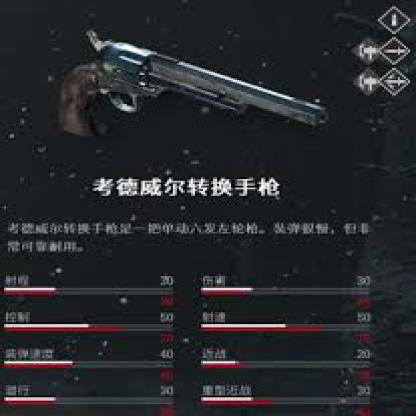 考德威尔转换手枪
考德威尔转换手枪是一把单动六发左轮枪。装弹很慢，但非
常可靠耐用。
射程 20 伤害 30
控制 50 射速 50
装弹速度 40 近战 20
潜行 30 重型近战 30